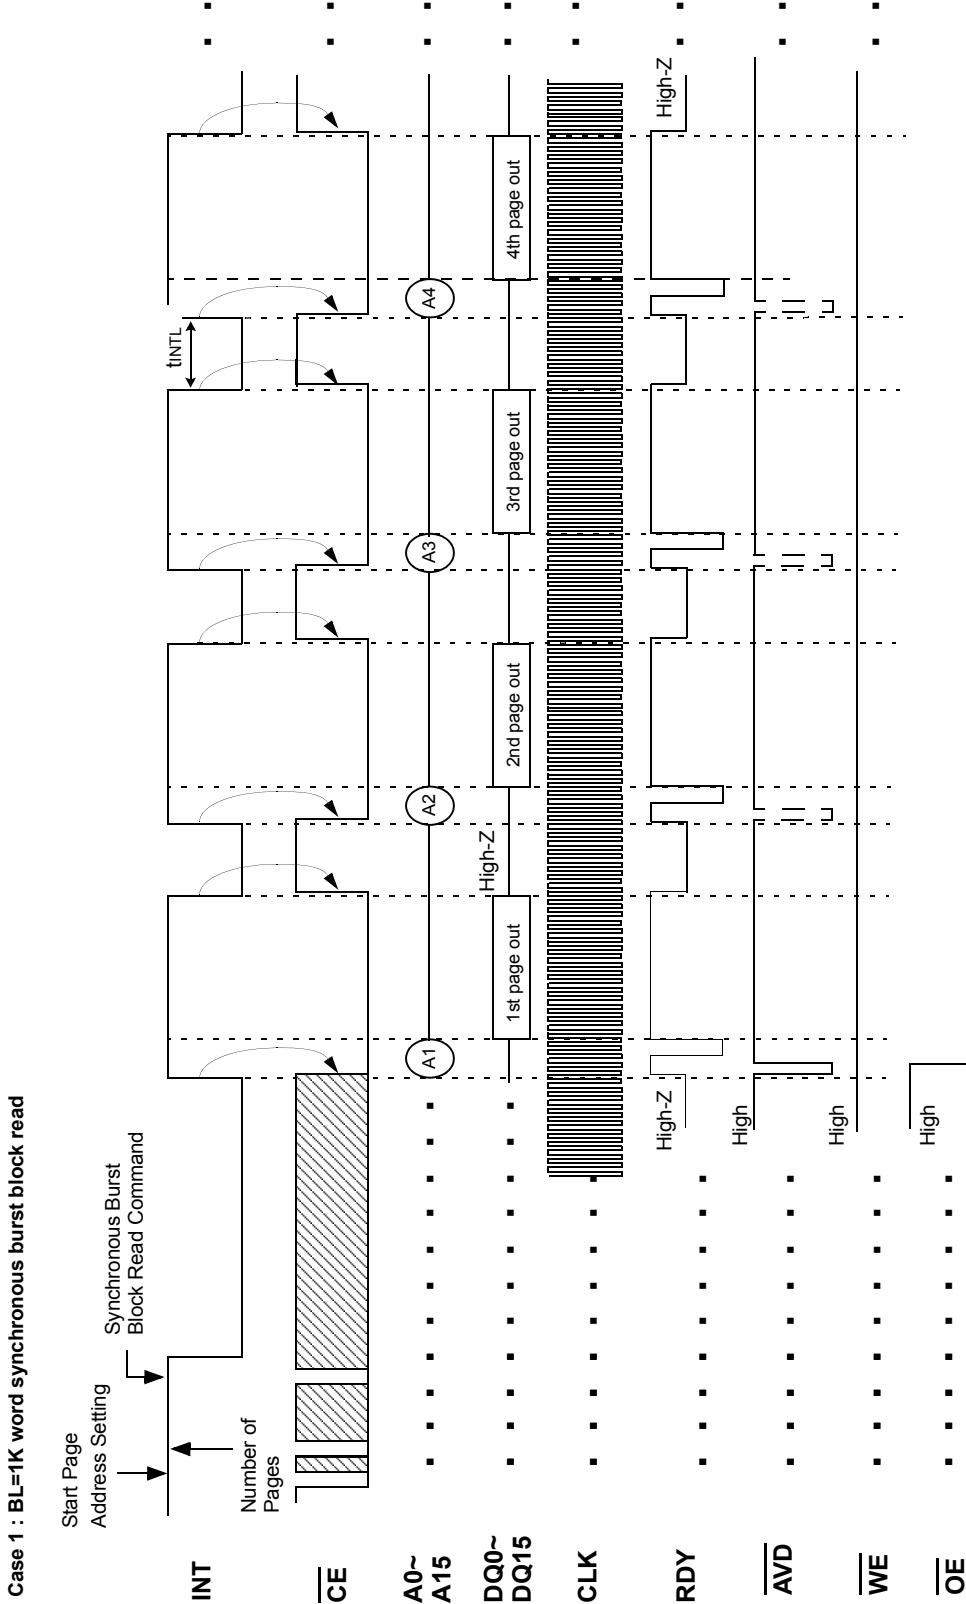 Case 1 : BL=1K word synchronous burst block read
Start Page
Address Setting
Synchronous Burst
Block Read Command
Number of
Pages
tINTL
INT
CE
A0~
A15
A1
A2
A3
A4
DQ0~
DQ15
1st page out
High-Z
2nd page out
3rd page out
4th page out
CLK
RDY
High-Z
High-Z
AVD
High
WE
High
OE
High